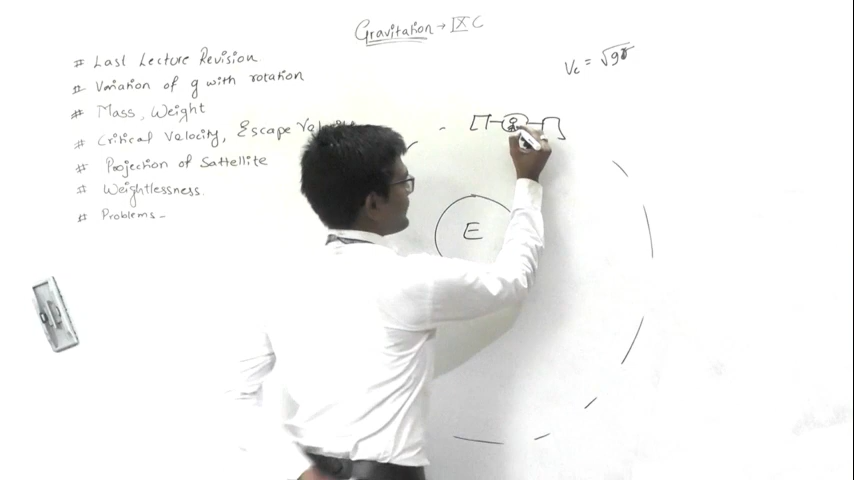 Gravitation → IX C
# Last Lecture Revision
# Variation of g with rotation
# Mass, Weight
# Critical Velocity, Escape Velocity
# Projection of Sattellite
# Weightlessness.
# Problems -
Vc = √gr
E